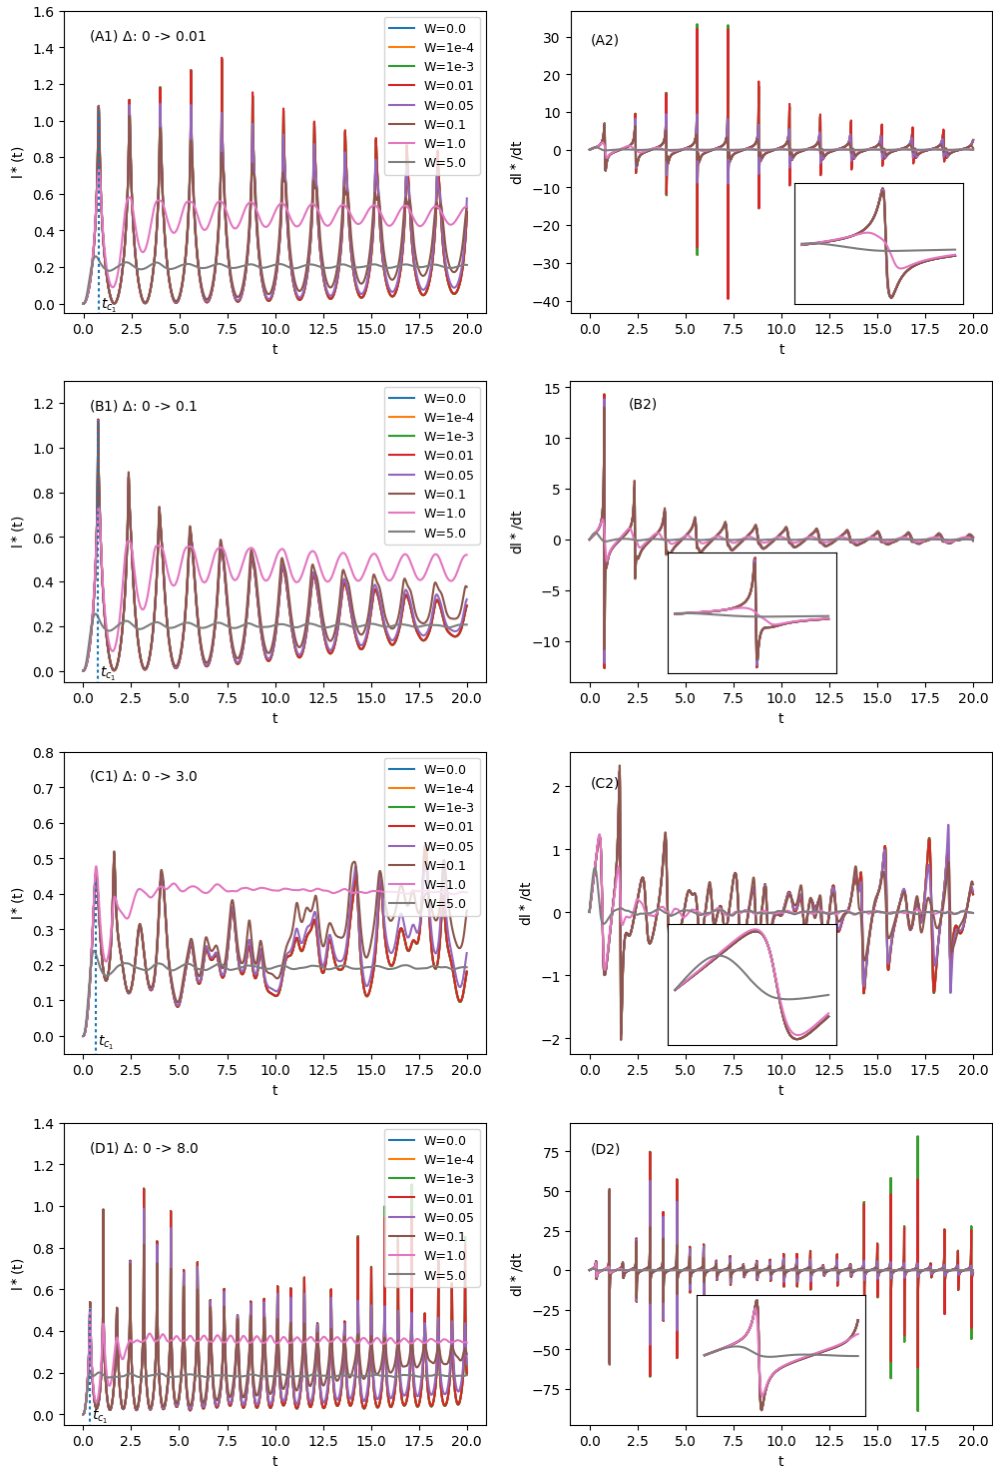 (A1) Δ: 0 -> 0.01
W=0.0
W=1e-4
W=1e-3
W=0.01
W=0.05
W=0.1
W=1.0
W=5.0
1.6
1.4
1.2
1.0
0.8
0.6
0.4
0.2
0.0
l*(t)
t_c1
0.0 2.5 5.0 7.5 10.0 12.5 15.0 17.5 20.0
t
(A2)
30
20
10
0
−10
−20
−30
−40
dl*/dt
0.0 2.5 5.0 7.5 10.0 12.5 15.0 17.5 20.0
t
(B1) Δ: 0 -> 0.1
W=0.0
W=1e-4
W=1e-3
W=0.01
W=0.05
W=0.1
W=1.0
W=5.0
1.2
1.0
0.8
0.6
0.4
0.2
0.0
l*(t)
t_c1
0.0 2.5 5.0 7.5 10.0 12.5 15.0 17.5 20.0
t
(B2)
15
10
5
0
−5
−10
dl*/dt
0.0 2.5 5.0 7.5 10.0 12.5 15.0 17.5 20.0
t
(C1) Δ: 0 -> 3.0
W=0.0
W=1e-4
W=1e-3
W=0.01
W=0.05
W=0.1
W=1.0
W=5.0
0.8
0.7
0.6
0.5
0.4
0.3
0.2
0.1
0.0
l*(t)
t_c1
0.0 2.5 5.0 7.5 10.0 12.5 15.0 17.5 20.0
t
(C2)
2
1
0
−1
−2
dl*/dt
0.0 2.5 5.0 7.5 10.0 12.5 15.0 17.5 20.0
t
(D1) Δ: 0 -> 8.0
W=0.0
W=1e-4
W=1e-3
W=0.01
W=0.05
W=0.1
W=1.0
W=5.0
1.4
1.2
1.0
0.8
0.6
0.4
0.2
0.0
l*(t)
t_c1
0.0 2.5 5.0 7.5 10.0 12.5 15.0 17.5 20.0
t
(D2)
75
50
25
0
−25
−50
−75
dl*/dt
0.0 2.5 5.0 7.5 10.0 12.5 15.0 17.5 20.0
t